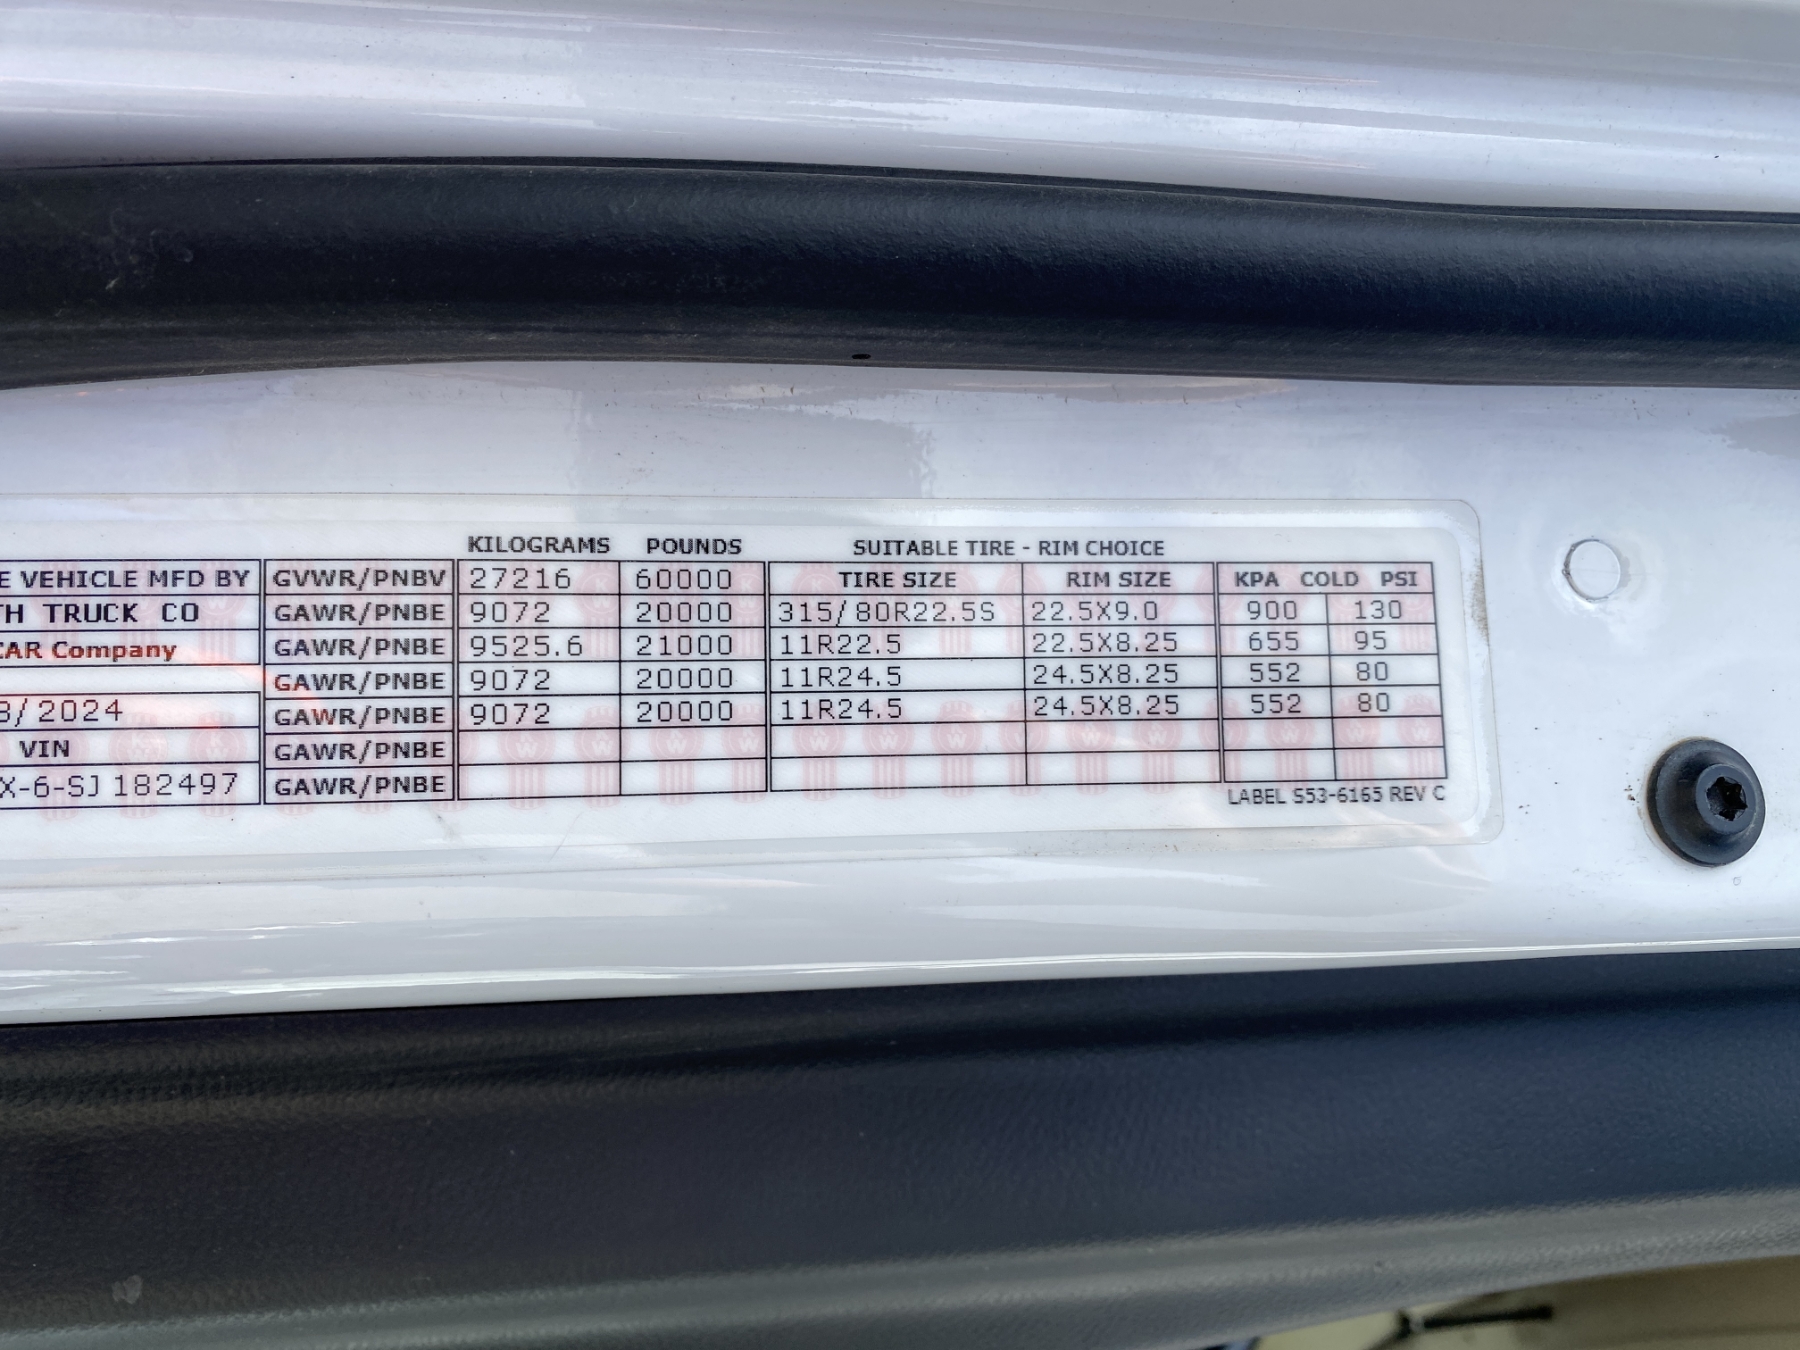 KILOGRAMS POUNDS SUITABLE TIRE - RIM CHOICE
E VEHICLE MFD BY GVWR/PNBV 27216 60000 TIRE SIZE RIM SIZE KPA COLD PSI
TH TRUCK CO GAWR/PNBE 9072 20000 315/80R22.5S 22.5X9.0 900 130
CAR Company GAWR/PNBE 9525.6 21000 11R22.5 22.5X8.25 655 95
GAWR/PNBE 9072 20000 11R24.5 24.5X8.25 552 80
8/2024 GAWR/PNBE 9072 20000 11R24.5 24.5X8.25 552 80
VIN GAWR/PNBE
X-6-SJ182497 GAWR/PNBE
LABEL S53-6165 REV C